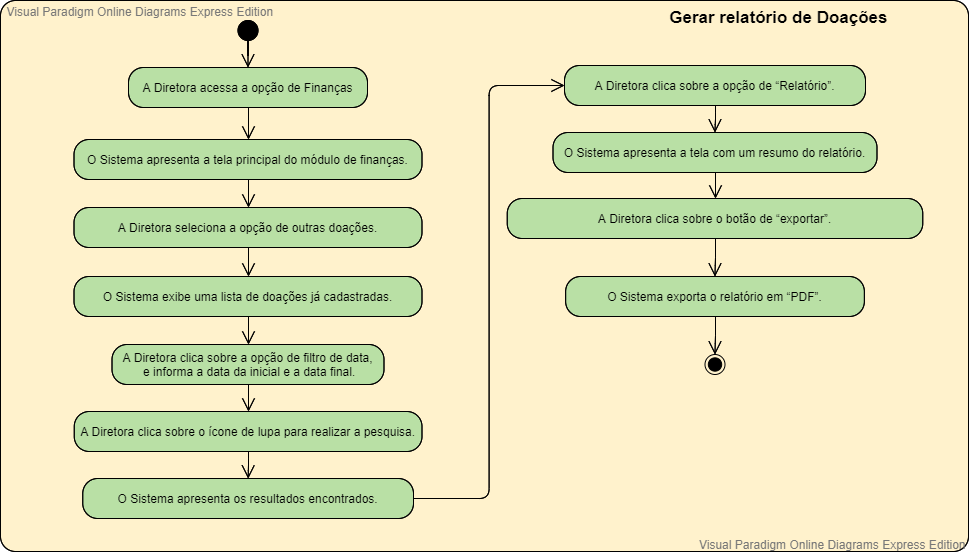 Visual Paradigm Online Diagrams Express Edition
Gerar relatório de Doações
A Diretora acessa a opção de Finanças
O Sistema apresenta a tela principal do módulo de finanças.
A Diretora seleciona a opção de outras doações.
O Sistema exibe uma lista de doações já cadastradas.
A Diretora clica sobre a opção de filtro de data,
e informa a data da inicial e a data final.
A Diretora clica sobre o ícone de lupa para realizar a pesquisa.
O Sistema apresenta os resultados encontrados.
A Diretora clica sobre a opção de “Relatório”.
O Sistema apresenta a tela com um resumo do relatório.
A Diretora clica sobre o botão de “exportar”.
O Sistema exporta o relatório em “PDF”.
Visual Paradigm Online Diagrams Express Edition